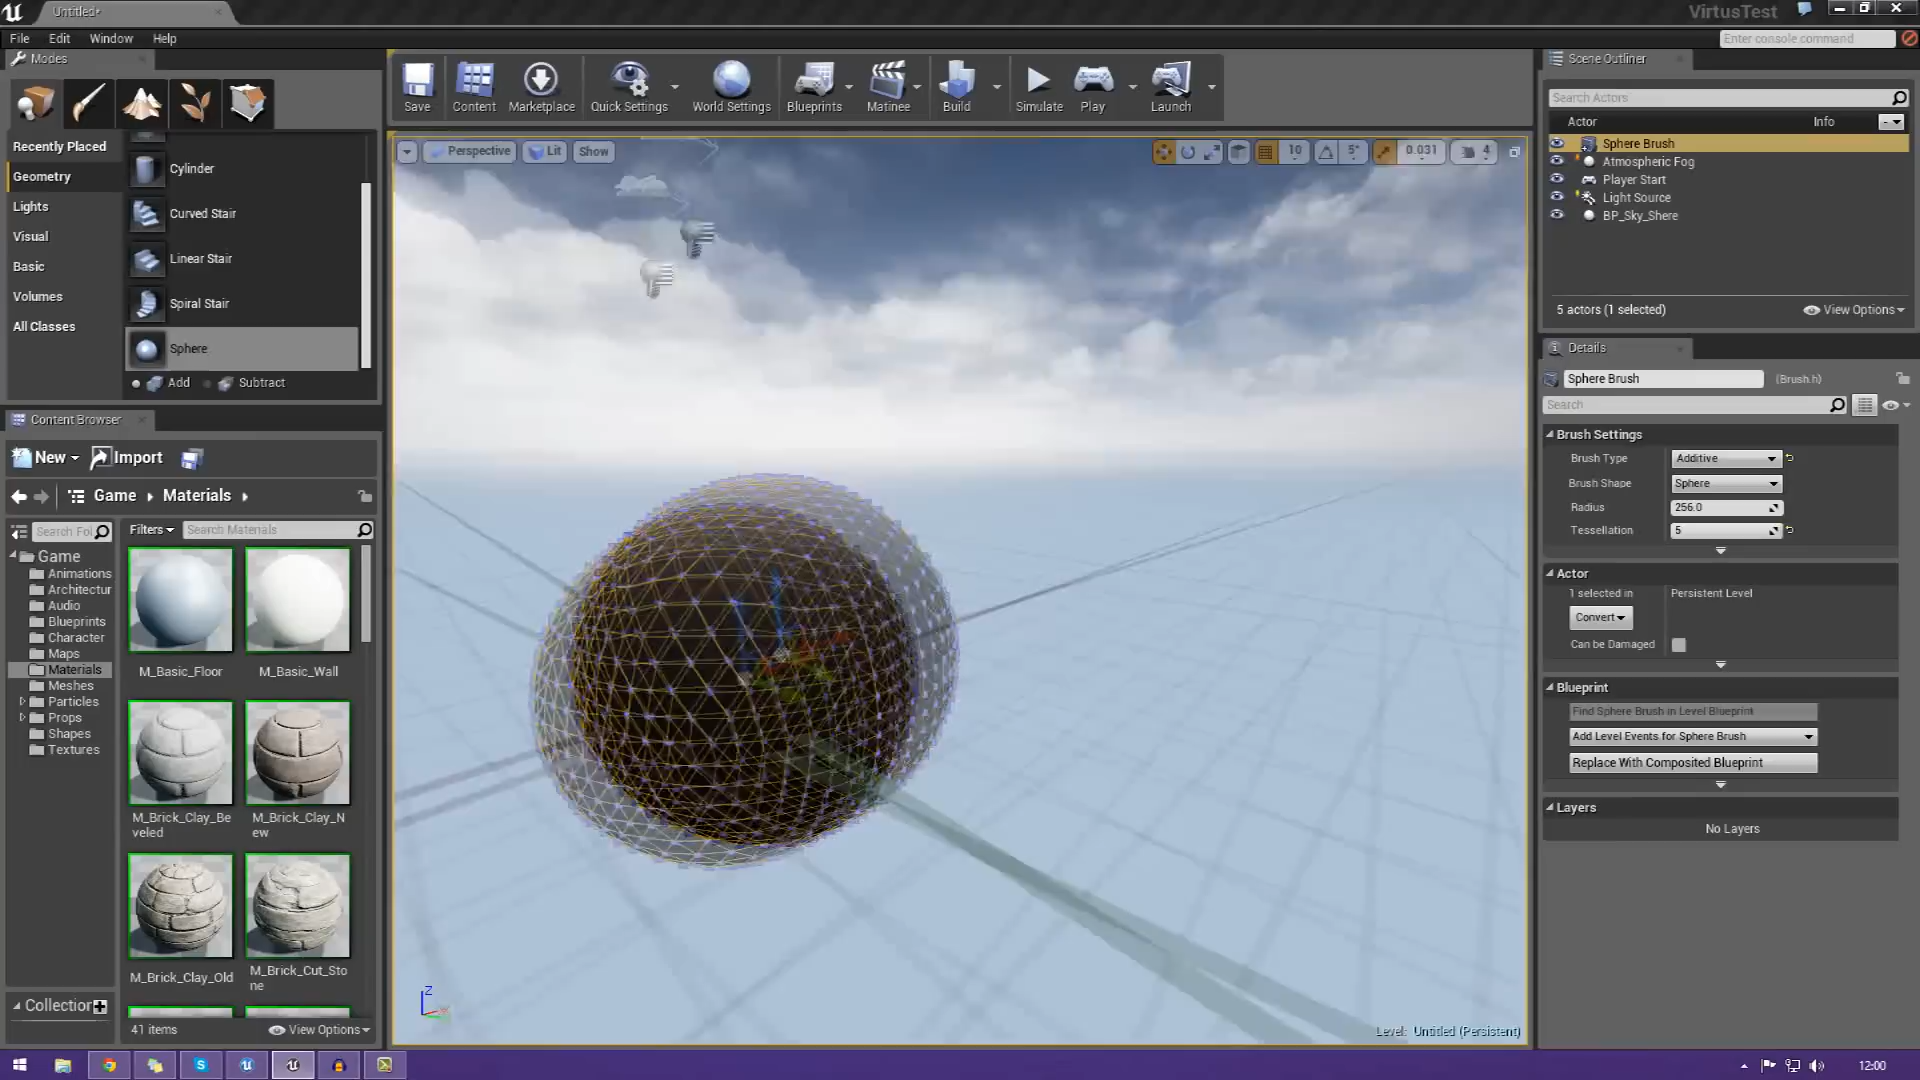 Untitled*
VirtusTest
File Edit Window Help
Enter console command
Modes
Recently Placed
Geometry
Lights
Visual
Basic
Volumes
All Classes
Cylinder
Curved Stair
Linear Stair
Spiral Stair
Sphere
Add Subtract
Save
Content
Marketplace
Quick Settings
World Settings
Blueprints
Matinee
Build
Simulate
Play
Launch
Perspective Lit Show
10 5° 0.031 4
Level: Untitled (Persistent)
Content Browser
New Import
Game Materials
Search Fol
Filters Search Materials
Game
Animations
Architectur
Audio
Blueprints
Character
Maps
Materials
Meshes
Particles
Props
Shapes
Textures
Collection
M_Basic_Floor
M_Basic_Wall
M_Brick_Clay_Be
veled
M_Brick_Clay_N
ew
M_Brick_Clay_Old
M_Brick_Cut_Sto
ne
41 items View Options
Scene Outliner
Search Actors
Actor Info
Sphere Brush
Atmospheric Fog
Player Start
Light Source
BP_Sky_Shere
5 actors (1 selected) View Options
Details
Sphere Brush (Brush.h)
Search
Brush Settings
Brush Type Additive
Brush Shape Sphere
Radius 256.0
Tessellation 5
Actor
1 selected in Persistent Level
Convert
Can be Damaged
Blueprint
Find Sphere Brush in Level Blueprint
Add Level Events for Sphere Brush
Replace With Composited Blueprint
Layers
No Layers
Z
12:00